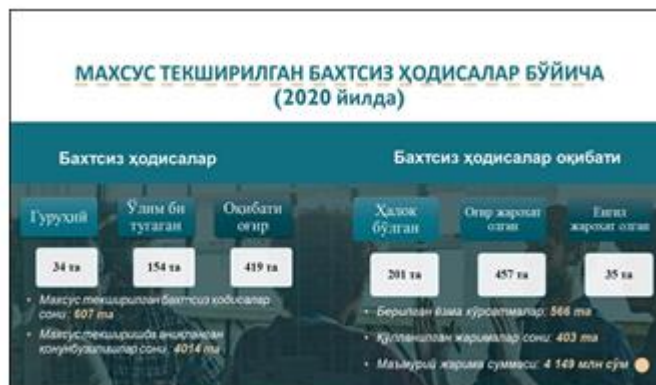 МАХСУС ТЕКШИРИЛГАН БАХТСИЗ ҲОДИСАЛАР БЎЙИЧА
(2020 йилда)
Бахтсиз ҳодисалар
Бахтсиз ҳодисалар оқибати
Гуруҳий
Ўлим би
тугаган
Оқибати
оғир
Ҳалок
бўлган
Оғир жароҳат
олган
Енгил
жароҳат олган
34 та
154 та
419 та
201 та
457 та
35 та
• Махсус текширилган бахтсиз ҳодисалар
сони: 607 та
• Махсус текширишда аниқланган
қонунбузилишлар сони: 4014 та
• Берилган ёзма кўрсатмалар: 566 та
• Қўлланилган жарималар сони: 403 та
• Маъмурий жарима суммаси: 4 149 млн сўм